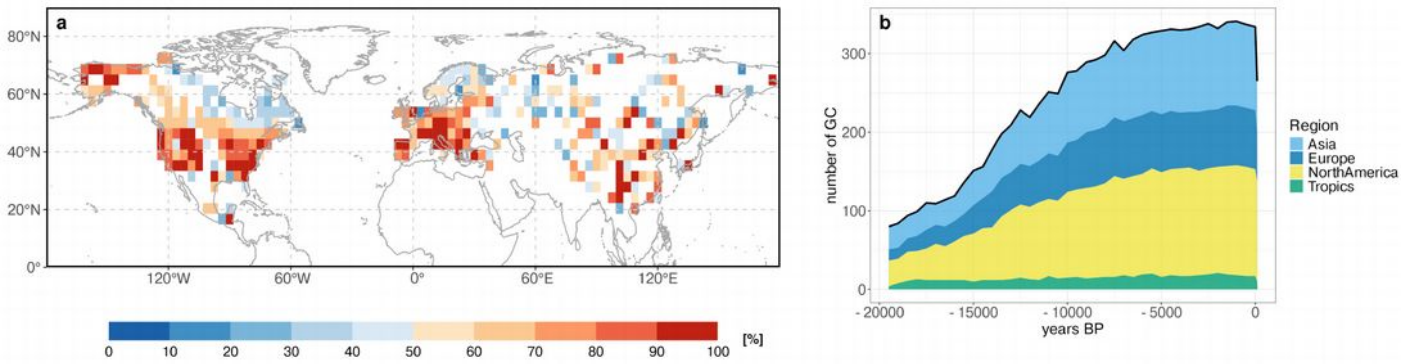 a
80°N
60°N
40°N
20°N
0°
120°W 60°W 0° 60°E 120°E
0 10 20 30 40 50 60 70 80 90 100 [%]
b
number of GC
300
200
100
0
-20000 -15000 -10000 -5000 0
years BP
Region
Asia
Europe
NorthAmerica
Tropics